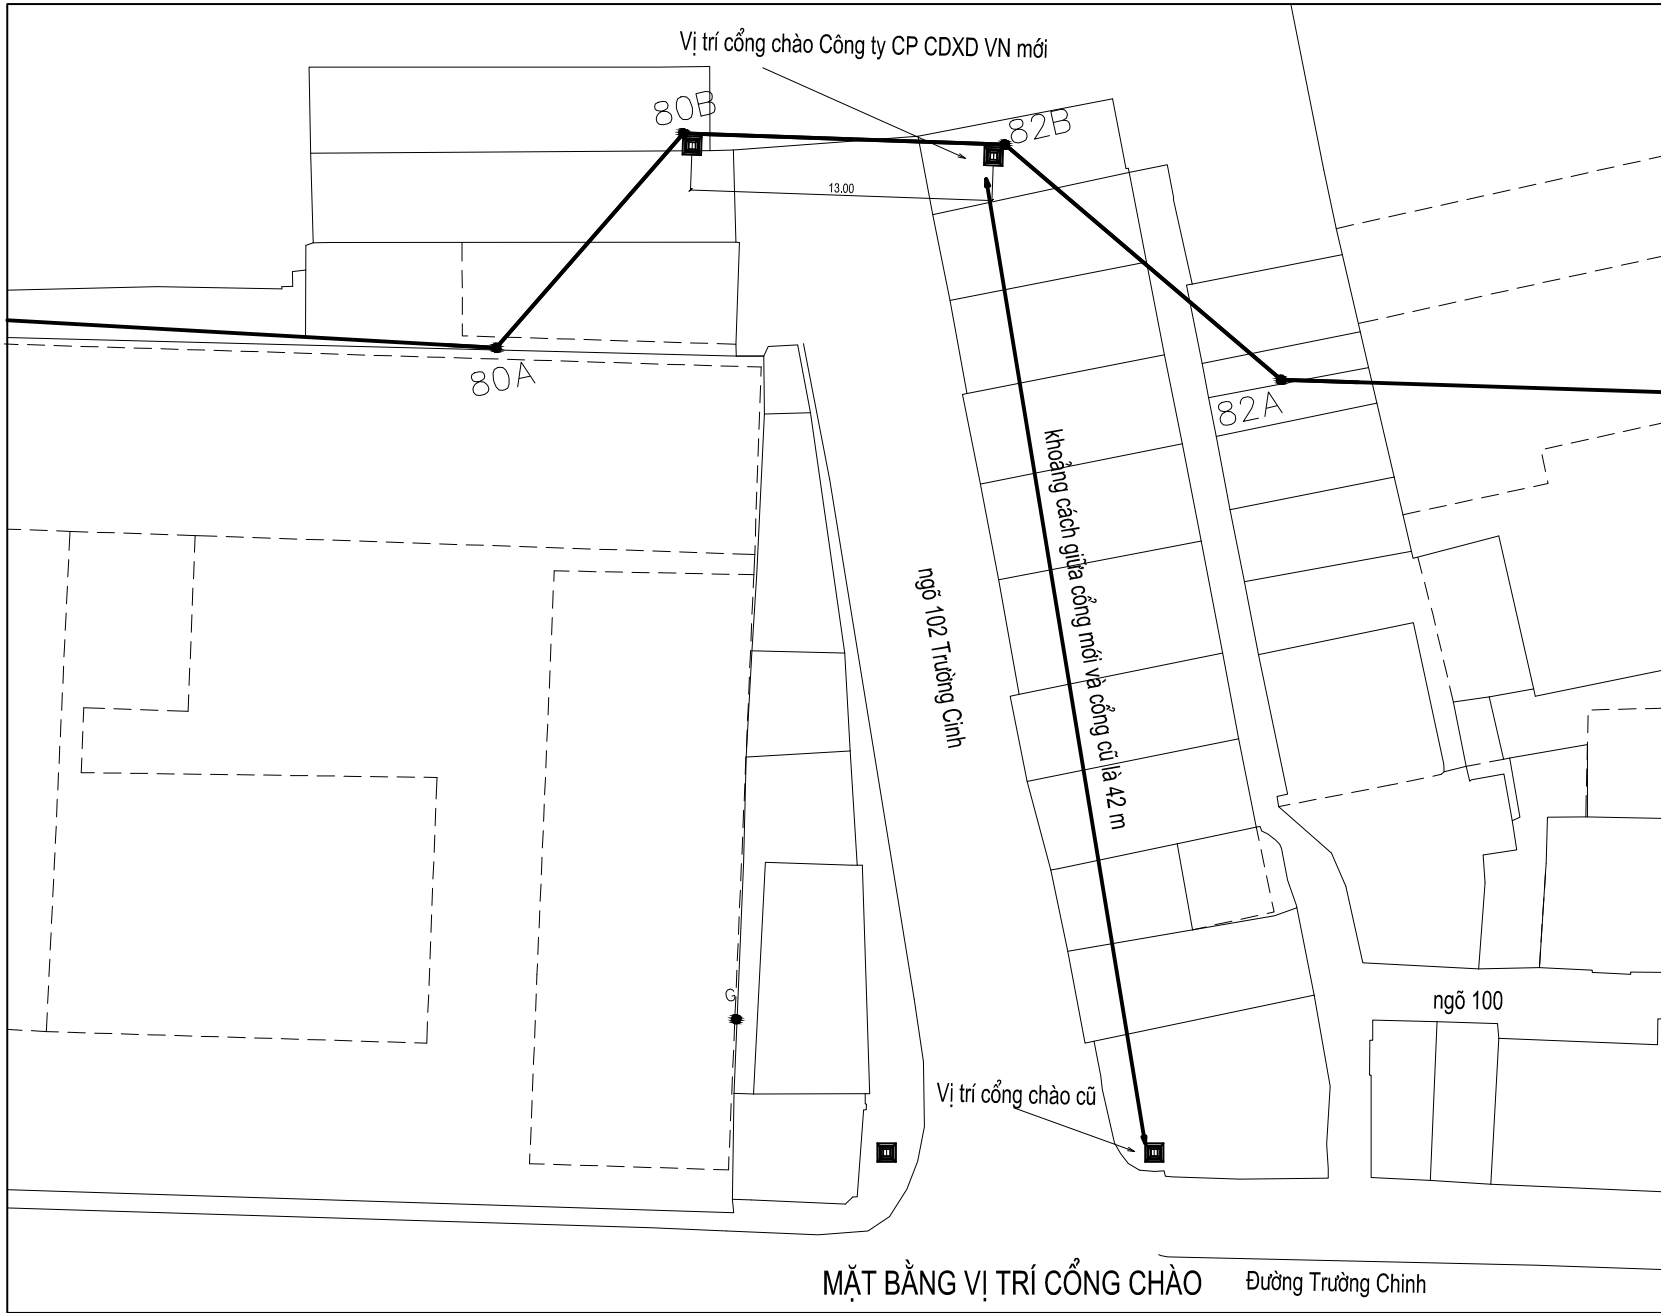 Vị trí cổng chào Công ty CP CDXD VN mới
80B
82B
13.00
80A
82A
khoảng cách giữa cổng mới và cổng cũ là 42 m
ngõ 102 Trường Cinh
G
ngõ 100
Vị trí cổng chào cũ
MẶT BẰNG VỊ TRÍ CỔNG CHÀO
Đường Trường Chinh